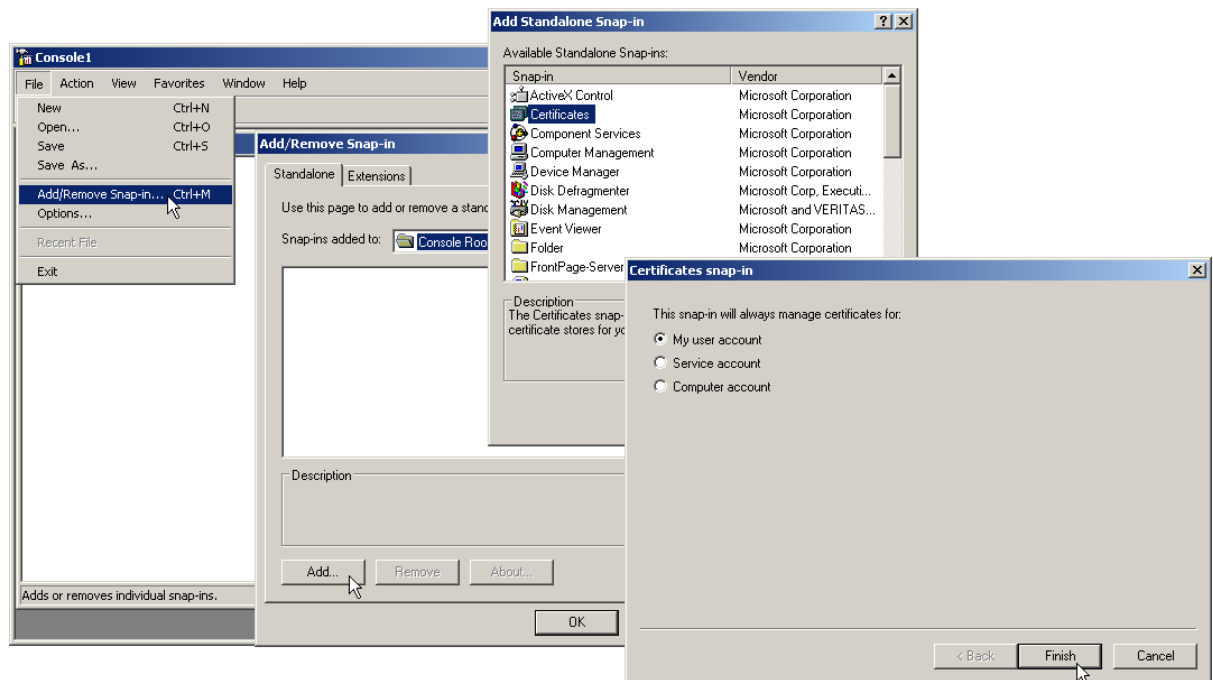 Console1
File Action View Favorites Window Help
New Ctrl+N
Open... Ctrl+O
Save Ctrl+S
Save As...
Add/Remove Snap-in... Ctrl+M
Options...
Recent File
Exit
Adds or removes individual snap-ins.
Add/Remove Snap-in
Standalone Extensions
Use this page to add or remove a stand
Snap-ins added to: Console Roo
Description
Add... Remove About...
OK
Add Standalone Snap-in
Available Standalone Snap-ins:
Snap-in Vendor
ActiveX Control Microsoft Corporation
Certificates Microsoft Corporation
Component Services Microsoft Corporation
Computer Management Microsoft Corporation
Device Manager Microsoft Corporation
Disk Defragmenter Microsoft Corp, Executi...
Disk Management Microsoft and VERITAS...
Event Viewer Microsoft Corporation
Folder Microsoft Corporation
FrontPage-Server
Description
The Certificates snap-
certificate stores for yo
Certificates snap-in
This snap-in will always manage certificates for:
My user account
Service account
Computer account
< Back Finish Cancel